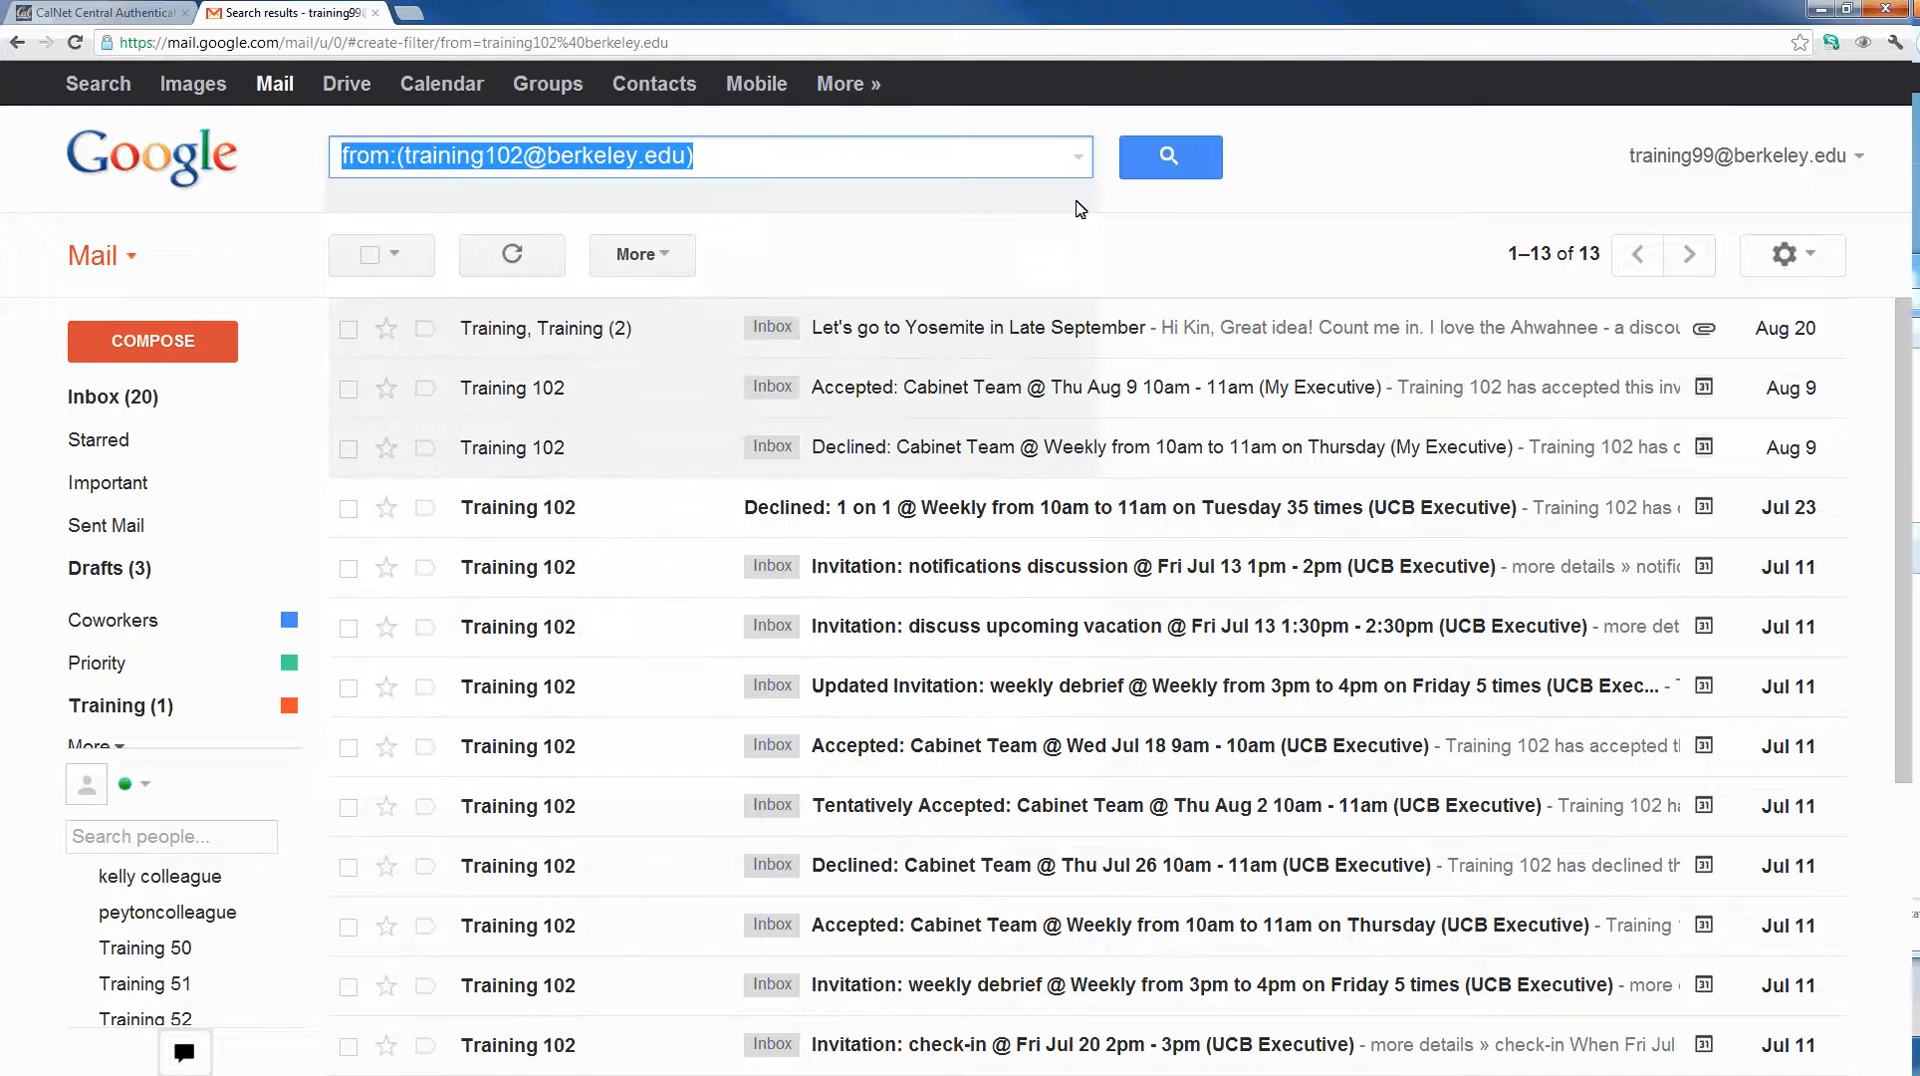 CalNet Central Authentical
Search results - training99@
https://mail.google.com/mail/u/0/#create-filter/from=training102%40berkeley.edu
Search Images Mail Drive Calendar Groups Contacts Mobile More »
Google
from:(training102@berkeley.edu)
training99@berkeley.edu
Mail
More
1–13 of 13
COMPOSE
Inbox (20)
Starred
Important
Sent Mail
Drafts (3)
Coworkers
Priority
Training (1)
More
Search people...
kelly colleague
peytoncolleague
Training 50
Training 51
Training 52
Training, Training (2) Inbox Let's go to Yosemite in Late September - Hi Kin, Great idea! Count me in. I love the Ahwahnee - a discou Aug 20
Training 102 Inbox Accepted: Cabinet Team @ Thu Aug 9 10am - 11am (My Executive) - Training 102 has accepted this inv 31 Aug 9
Training 102 Inbox Declined: Cabinet Team @ Weekly from 10am to 11am on Thursday (My Executive) - Training 102 has c 31 Aug 9
Training 102 Declined: 1 on 1 @ Weekly from 10am to 11am on Tuesday 35 times (UCB Executive) - Training 102 has 31 Jul 23
Training 102 Inbox Invitation: notifications discussion @ Fri Jul 13 1pm - 2pm (UCB Executive) - more details » notific 31 Jul 11
Training 102 Inbox Invitation: discuss upcoming vacation @ Fri Jul 13 1:30pm - 2:30pm (UCB Executive) - more det 31 Jul 11
Training 102 Inbox Updated Invitation: weekly debrief @ Weekly from 3pm to 4pm on Friday 5 times (UCB Exec... - 31 Jul 11
Training 102 Inbox Accepted: Cabinet Team @ Wed Jul 18 9am - 10am (UCB Executive) - Training 102 has accepted tl 31 Jul 11
Training 102 Inbox Tentatively Accepted: Cabinet Team @ Thu Aug 2 10am - 11am (UCB Executive) - Training 102 ha 31 Jul 11
Training 102 Inbox Declined: Cabinet Team @ Thu Jul 26 10am - 11am (UCB Executive) - Training 102 has declined th 31 Jul 11
Training 102 Inbox Accepted: Cabinet Team @ Weekly from 10am to 11am on Thursday (UCB Executive) - Training 31 Jul 11
Training 102 Inbox Invitation: weekly debrief @ Weekly from 3pm to 4pm on Friday 5 times (UCB Executive) - more 31 Jul 11
Training 102 Inbox Invitation: check-in @ Fri Jul 20 2pm - 3pm (UCB Executive) - more details » check-in When Fri Jul 31 Jul 11